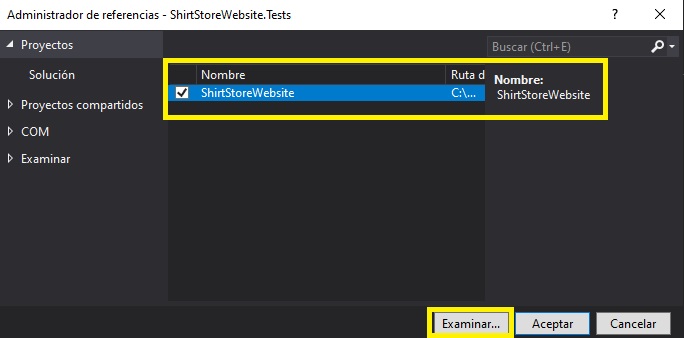 Administrador de referencias - ShirtStoreWebsite.Tests
?
Proyectos
Buscar (Ctrl+E)
Solución
Nombre
Ruta d
Nombre:
ShirtStoreWebsite
C:\...
ShirtStoreWebsite
Proyectos compartidos
COM
Examinar
Examinar...
Aceptar
Cancelar